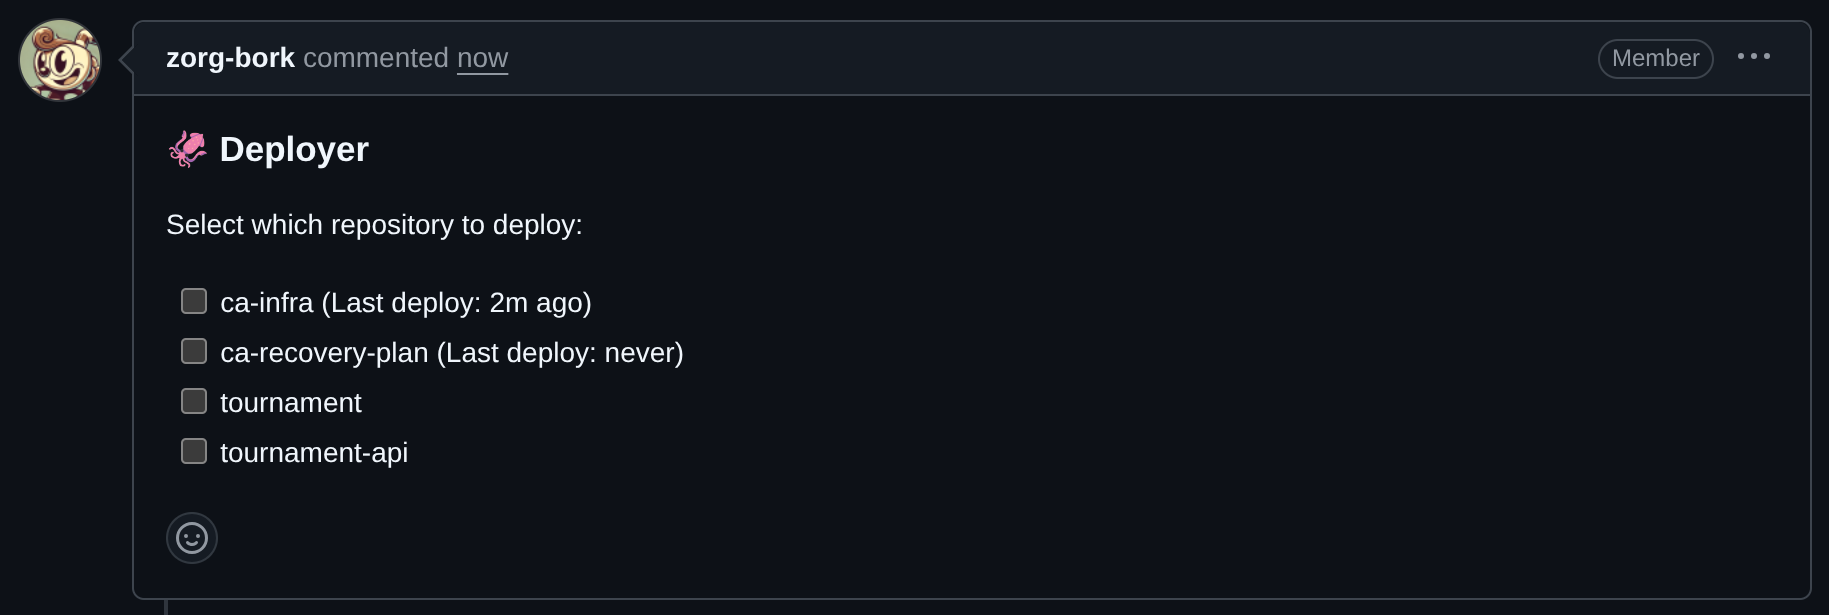 zorg-bork commented now
Member
Deployer
Select which repository to deploy:
ca-infra (Last deploy: 2m ago)
ca-recovery-plan (Last deploy: never)
tournament
tournament-api